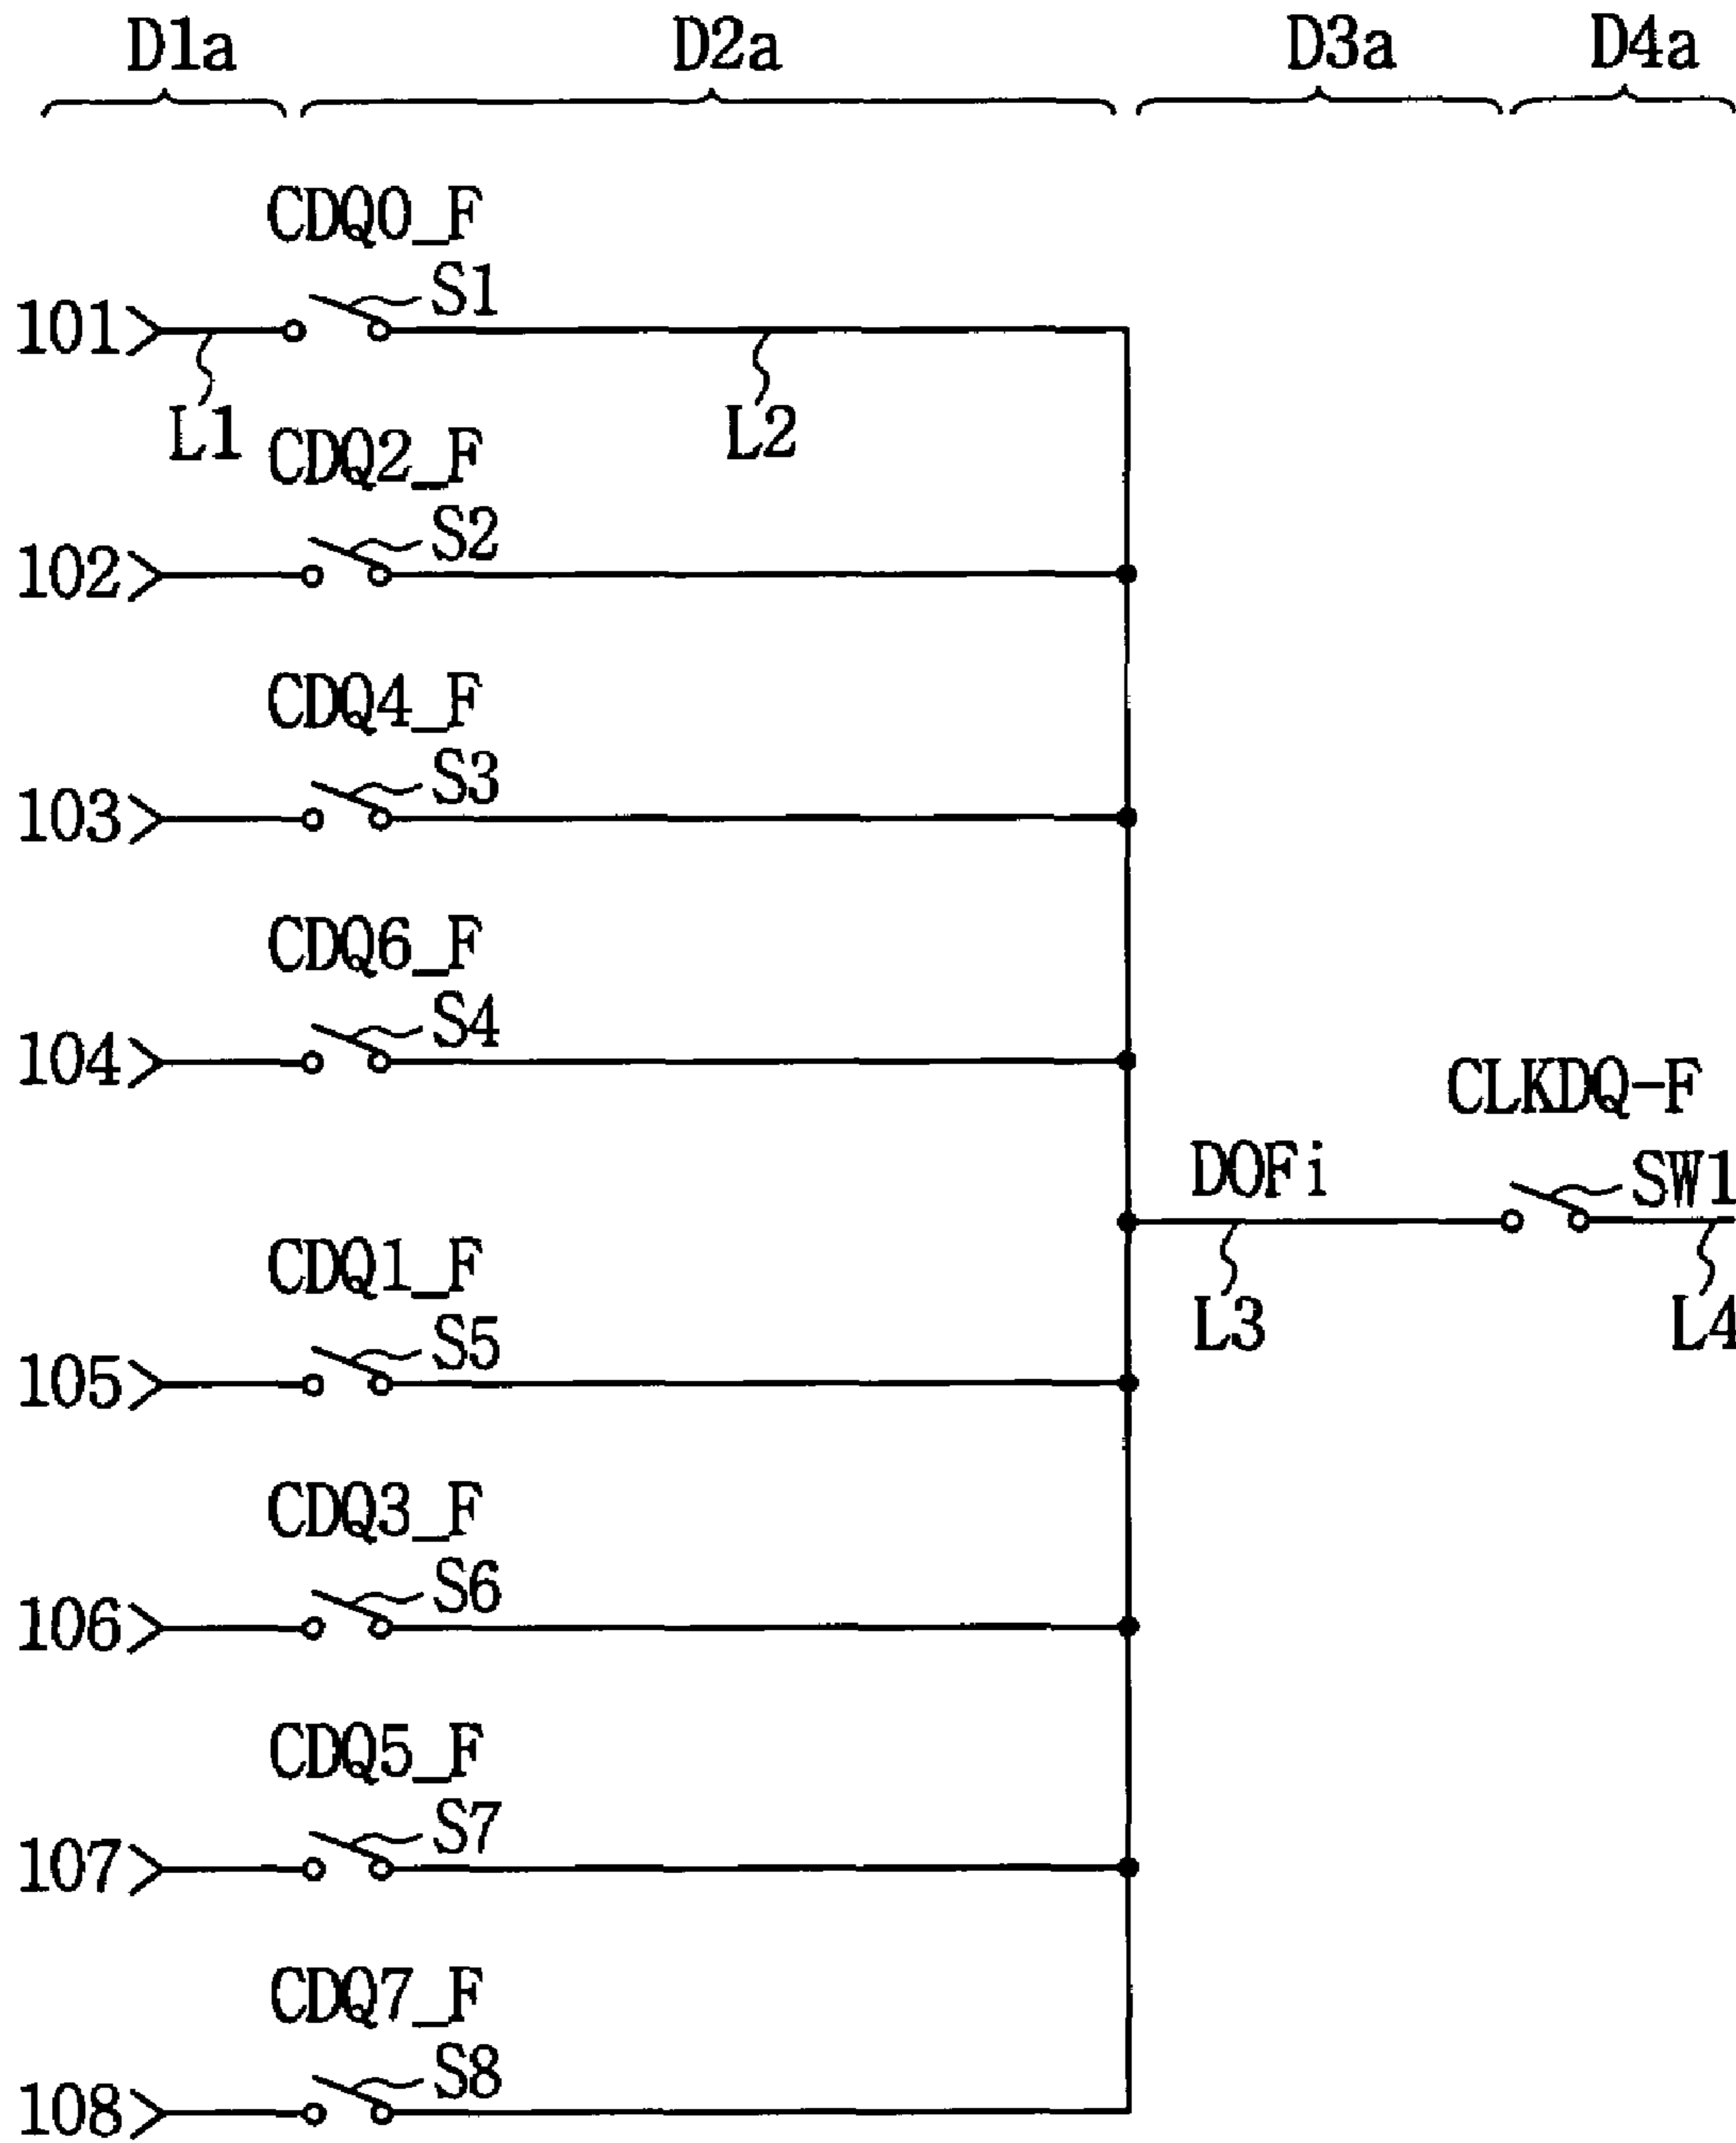 D1a D2a D3a D4a
CDQ0_F
S1
101
L1
L2
CDQ2_F
S2
102
CDQ4_F
S3
103
CDQ6_F
S4
104
CLKDQ-F
DOFi
SW1
L3
L4
CDQ1_F
S5
105
CDQ3_F
S6
106
CDQ5_F
S7
107
CDQ7_F
S8
108